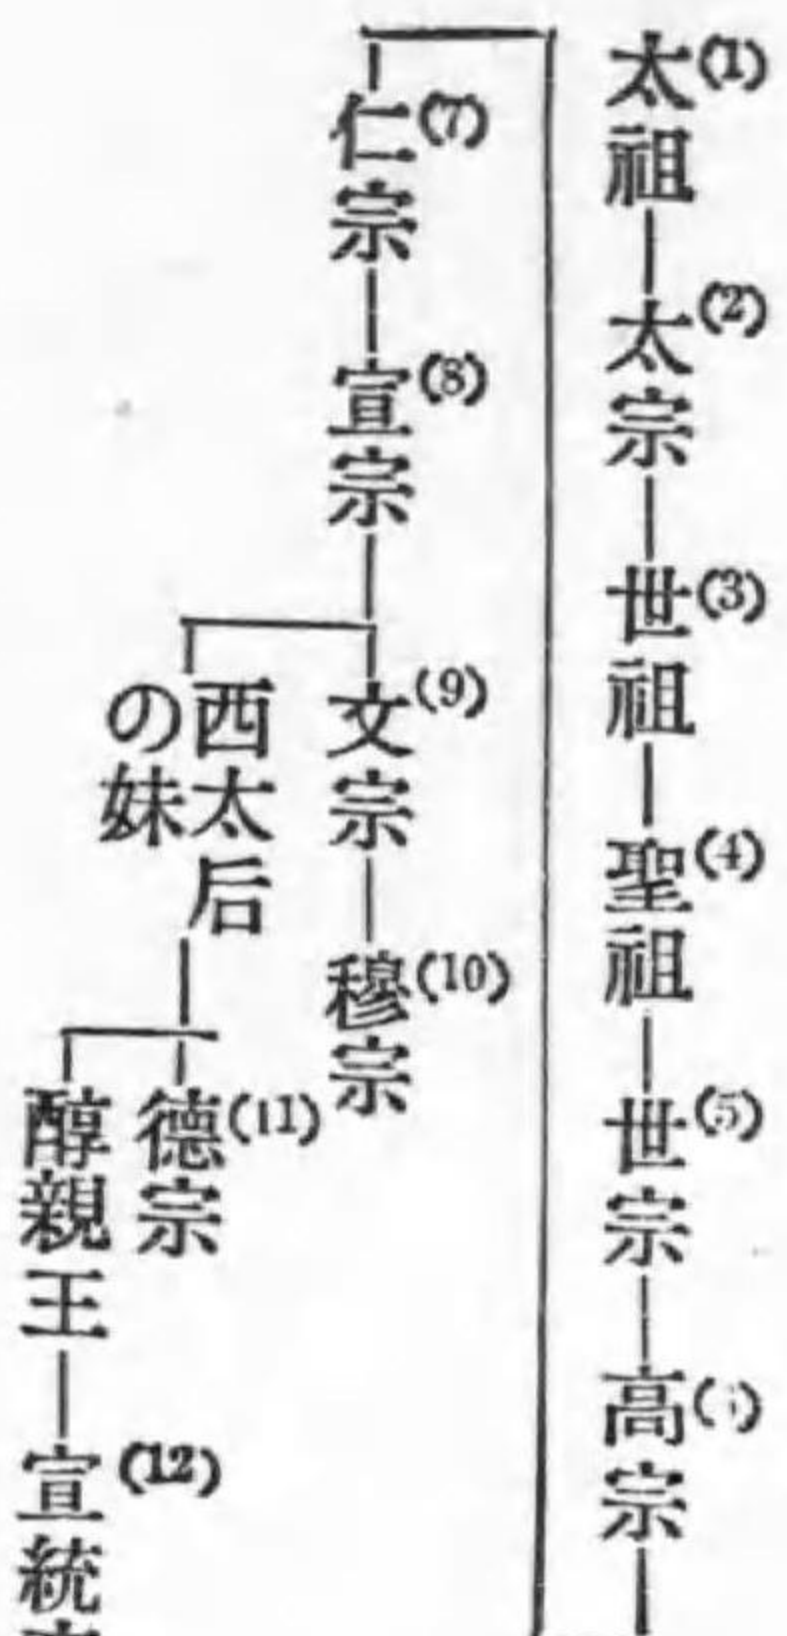 太(1)祖—太(2)宗—世(3)祖—聖(4)祖—世(5)宗—高宗—
仁(7)宗—宣(8)宗—
文(9)宗—穆(10)宗
西太后
の妹
德(11)宗
醇親王—宣(12)統